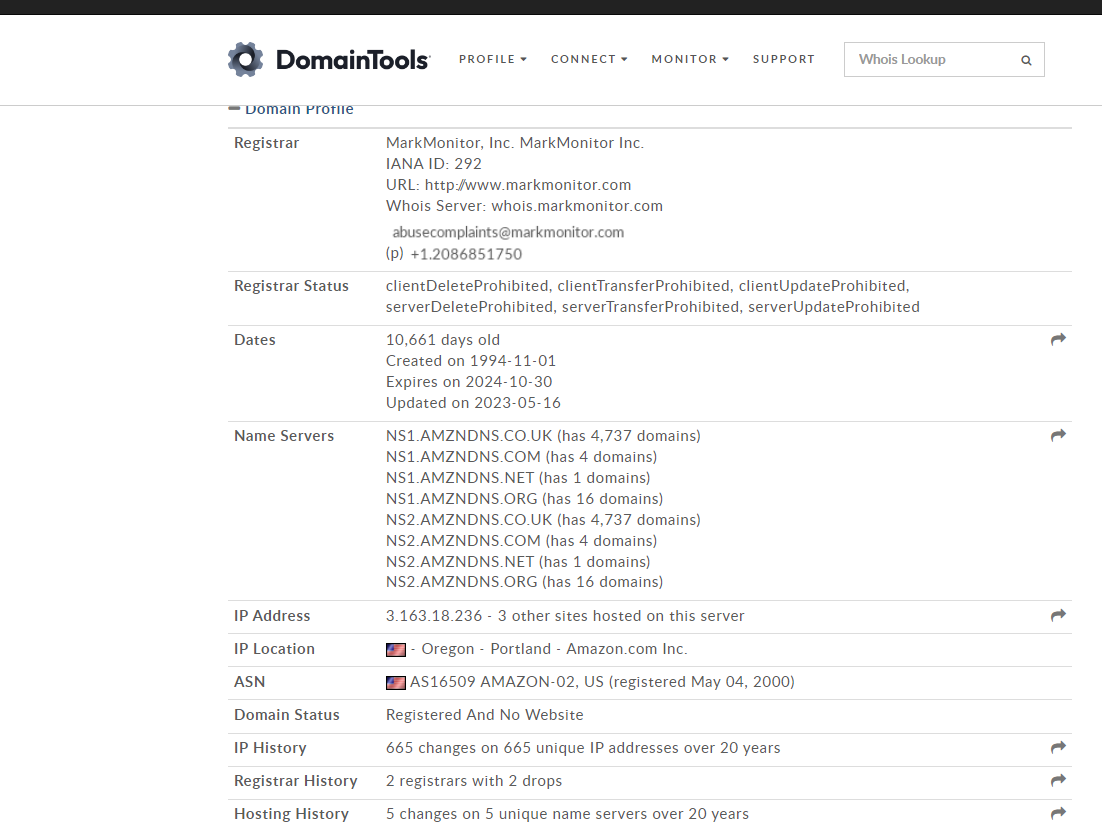 DomainTools
PROFILE CONNECT MONITOR SUPPORT Whois Lookup
Domain Profile
Registrar MarkMonitor, Inc. MarkMonitor Inc.
IANA ID: 292
URL: http://www.markmonitor.com
Whois Server: whois.markmonitor.com
abusecomplaints@markmonitor.com
(p) +1.2086851750
Registrar Status clientDeleteProhibited, clientTransferProhibited, clientUpdateProhibited,
serverDeleteProhibited, serverTransferProhibited, serverUpdateProhibited
Dates 10,661 days old
Created on 1994-11-01
Expires on 2024-10-30
Updated on 2023-05-16
Name Servers NS1.AMZNDNS.CO.UK (has 4,737 domains)
NS1.AMZNDNS.COM (has 4 domains)
NS1.AMZNDNS.NET (has 1 domains)
NS1.AMZNDNS.ORG (has 16 domains)
NS2.AMZNDNS.CO.UK (has 4,737 domains)
NS2.AMZNDNS.COM (has 4 domains)
NS2.AMZNDNS.NET (has 1 domains)
NS2.AMZNDNS.ORG (has 16 domains)
IP Address 3.163.18.236 - 3 other sites hosted on this server
IP Location - Oregon - Portland - Amazon.com Inc.
ASN AS16509 AMAZON-02, US (registered May 04, 2000)
Domain Status Registered And No Website
IP History 665 changes on 665 unique IP addresses over 20 years
Registrar History 2 registrars with 2 drops
Hosting History 5 changes on 5 unique name servers over 20 years